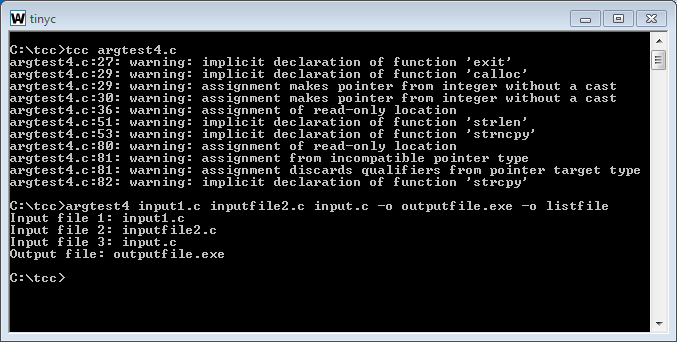 W tinyc
C:\tcc>tcc argtest4.c
argtest4.c:27: warning: implicit declaration of function 'exit'
argtest4.c:29: warning: implicit declaration of function 'calloc'
argtest4.c:29: warning: assignment makes pointer from integer without a cast
argtest4.c:30: warning: assignment makes pointer from integer without a cast
argtest4.c:36: warning: assignment of read-only location
argtest4.c:51: warning: implicit declaration of function 'strlen'
argtest4.c:53: warning: implicit declaration of function 'strncpy'
argtest4.c:80: warning: assignment of read-only location
argtest4.c:81: warning: assignment from incompatible pointer type
argtest4.c:81: warning: assignment discards qualifiers from pointer target type
argtest4.c:82: warning: implicit declaration of function 'strcpy'
C:\tcc>argtest4 input1.c inputfile2.c input.c -o outputfile.exe -o listfile
Input file 1: input1.c
Input file 2: inputfile2.c
Input file 3: input.c
Output file: outputfile.exe
C:\tcc>